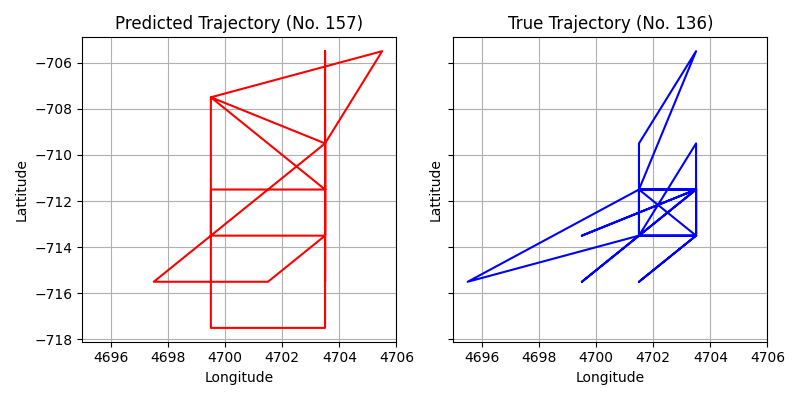 Predicted Trajectory (No. 157)
True Trajectory (No. 136)
−706
−708
−710
−712
−714
−716
−718
Lattitude
Lattitude
4696 4698 4700 4702 4704 4706
4696 4698 4700 4702 4704 4706
Longitude
Longitude